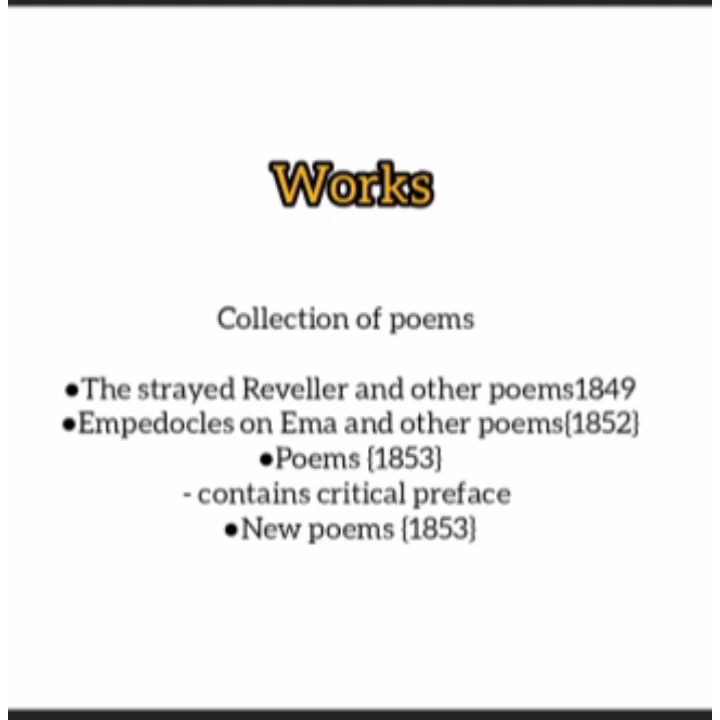 Works
Collection of poems
●The strayed Reveller and other poems1849
●Empedocles on Ema and other poems{1852}
●Poems {1853}
- contains critical preface
●New poems {1853}